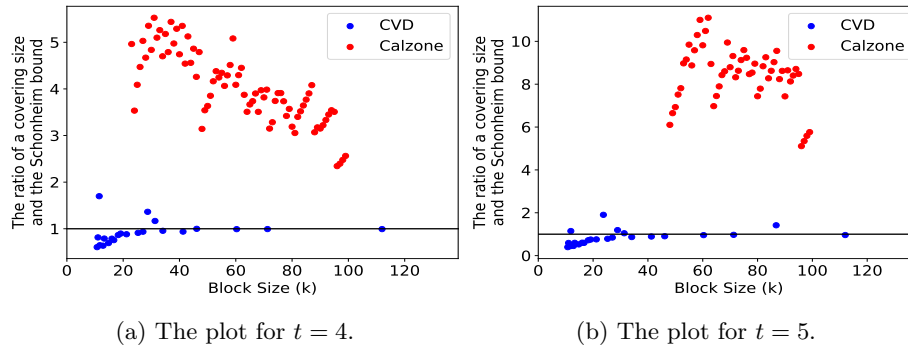 The ratio of a covering size
and the Schonheim bound
5
4
3
2
1
0
20
40
60
80
100
120
Block Size (k)
CVD
Calzone
(a) The plot for t = 4.
The ratio of a covering size
and the Schonheim bound
10
8
6
4
2
0
0
20
40
60
80
100
120
Block Size (k)
CVD
Calzone
(b) The plot for t = 5.